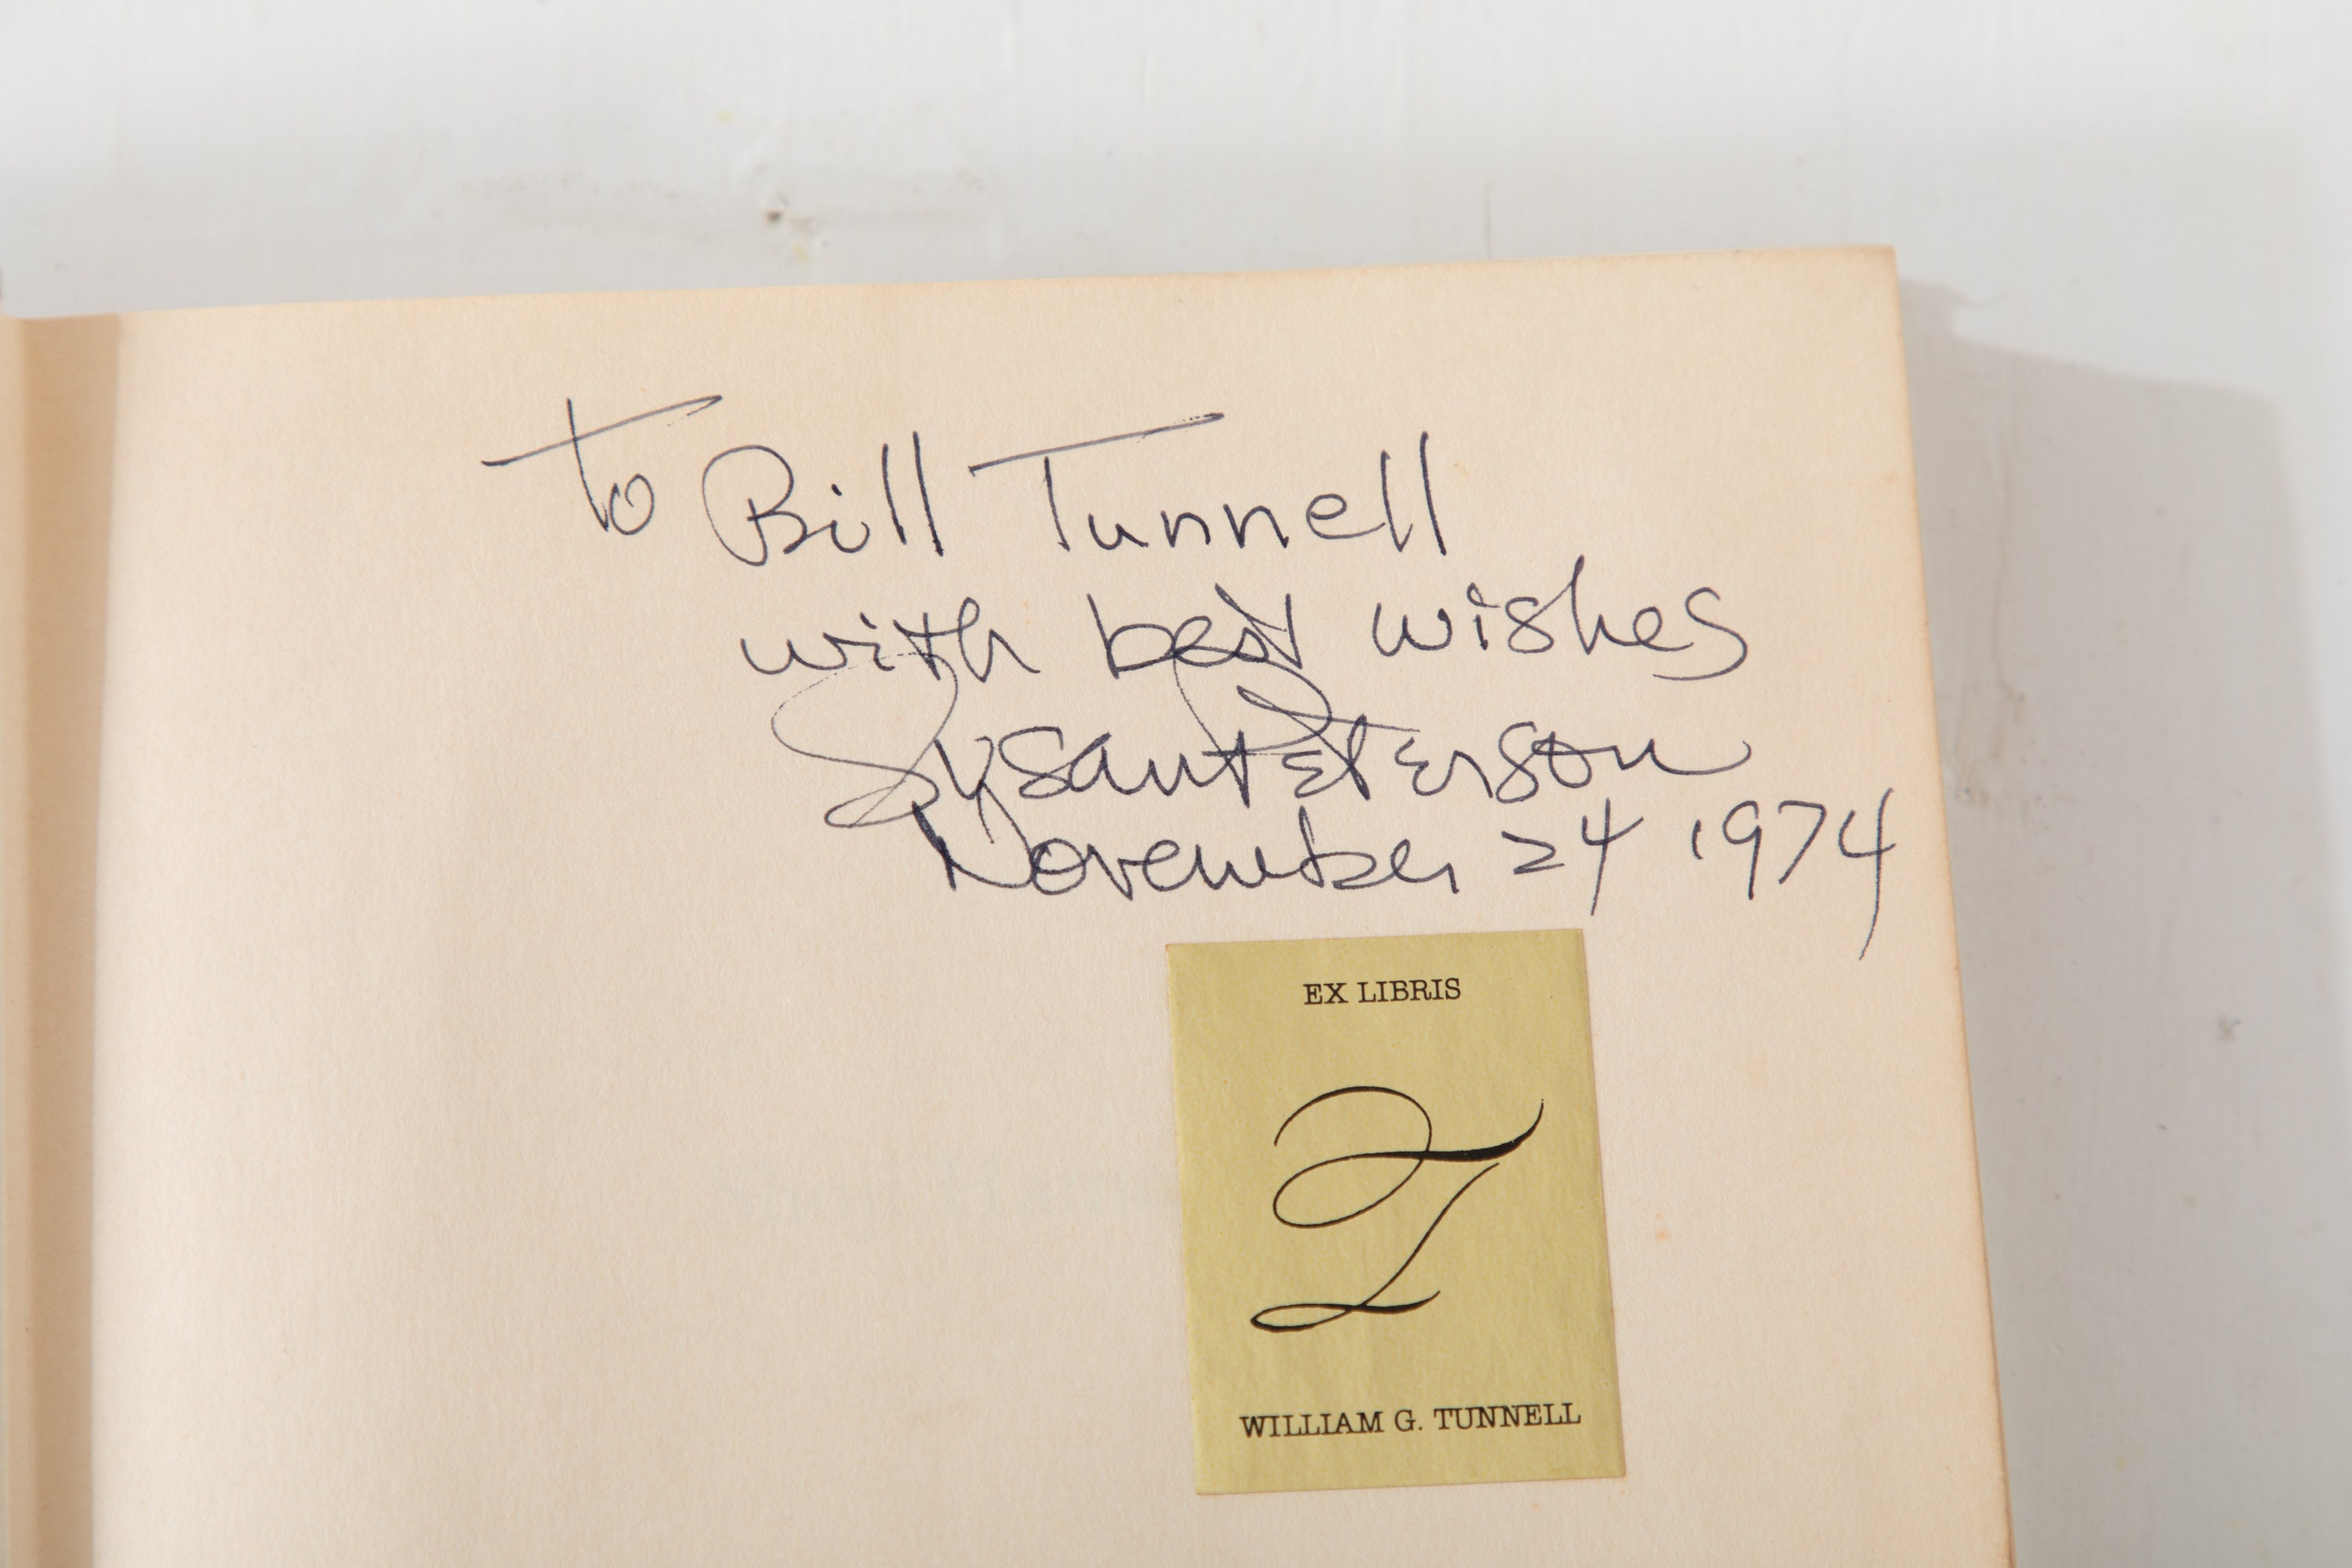 to Bill Tunnell
with best wishes
Susan Peterson
November 24 1974
EX LIBRIS
T
WILLIAM G. TUNNELL